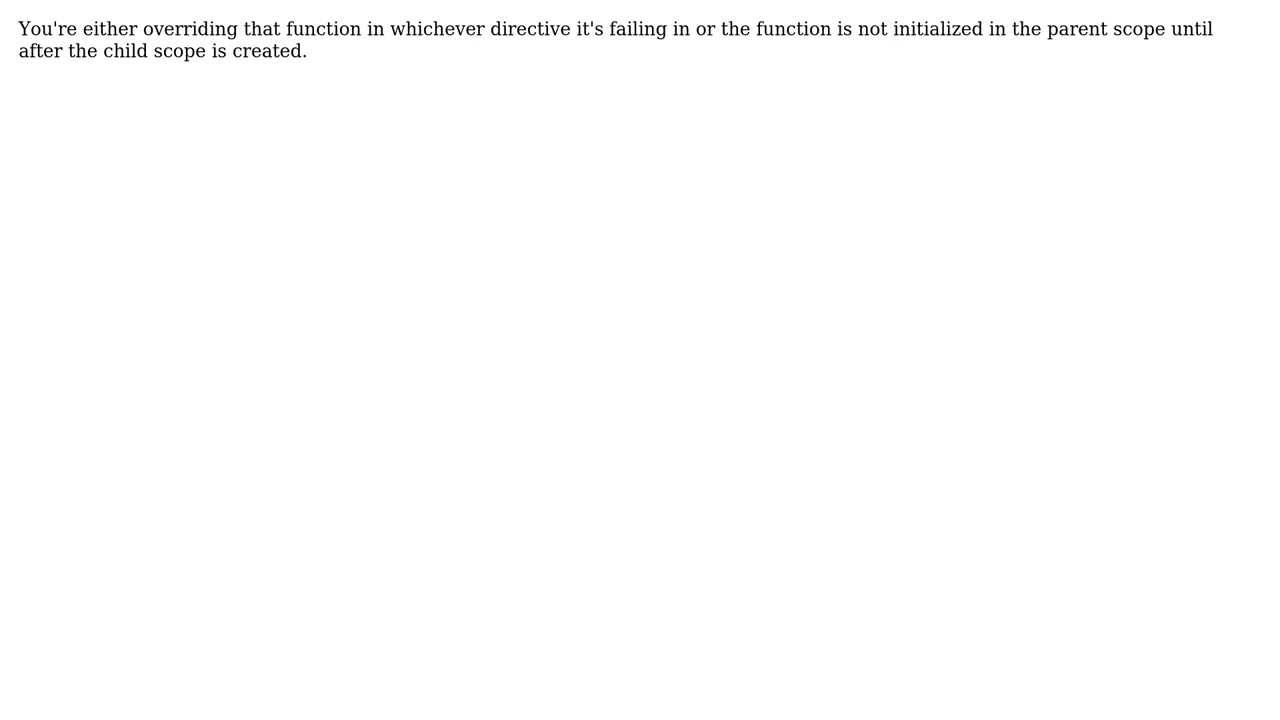 You're either overriding that function in whichever directive it's failing in or the function is not initialized in the parent scope until
after the child scope is created.